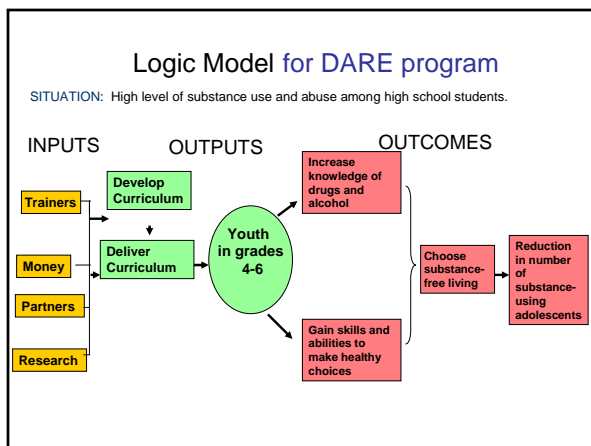 Logic Model for DARE program
SITUATION: High level of substance use and abuse among high school students.
INPUTS
OUTPUTS
OUTCOMES
Trainers
Money
Partners
Research
Develop
Curriculum
Deliver
Curriculum
Youth
in grades
4-6
Increase
knowledge of
drugs and
alcohol
Gain skills and
abilities to
make healthy
choices
Choose
substance-
free living
Reduction
in number
of
substance-
using
adolescents